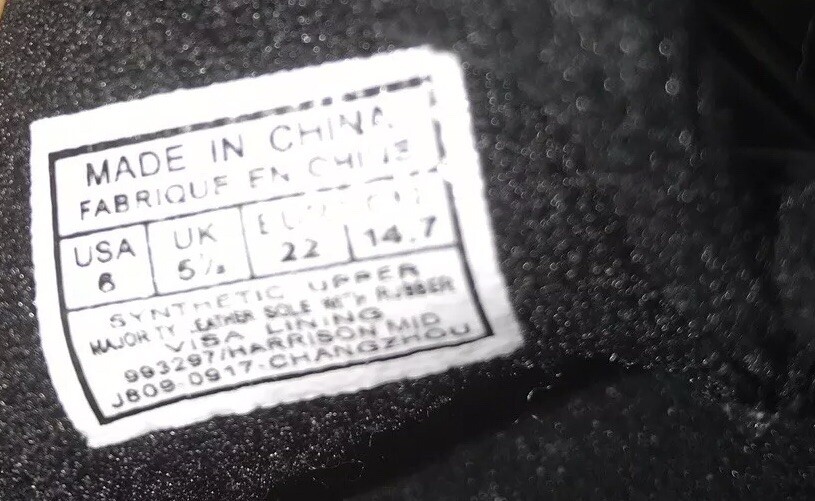 MADE IN CHINA
FABRIQUE EN CHINE
USA UK
6 5½ 22 14.7
SYNTHETIC UPPER
MAJORITY LEATHER SOLE WITH RUBBER
VISA LINING
993297/HARRISON MID
J809-0917-CHANGZHOU